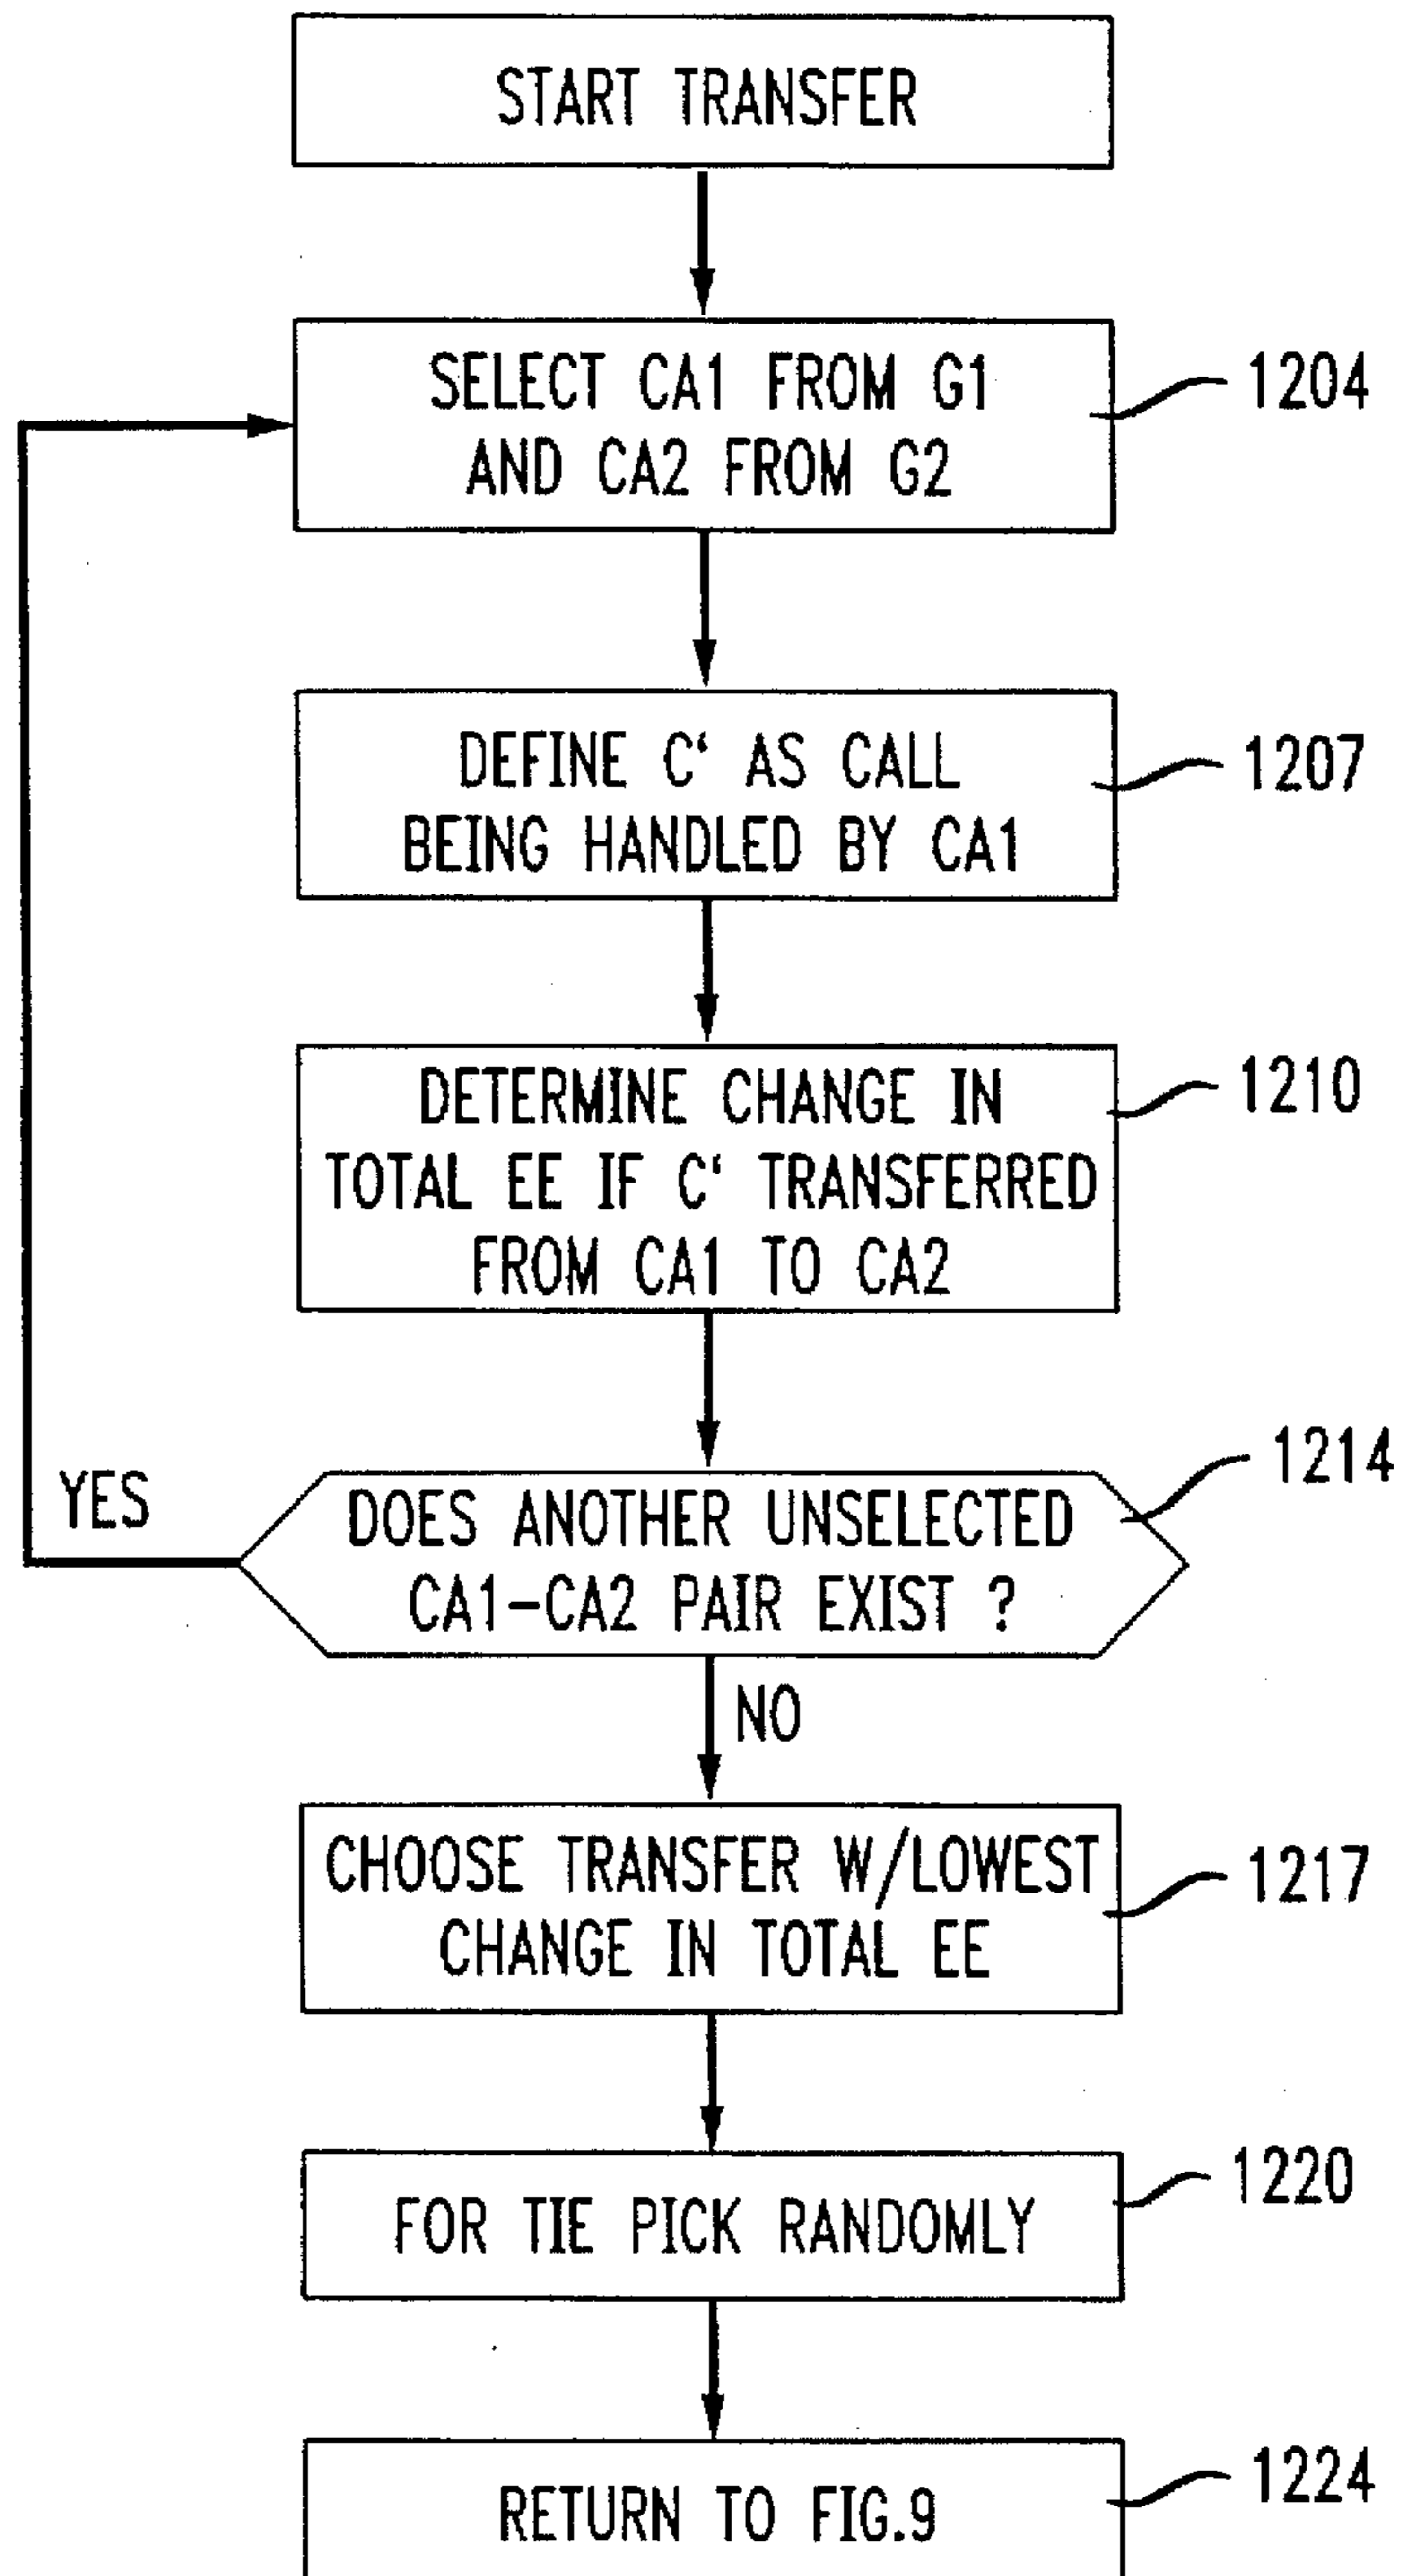 START TRANSFER
SELECT CA1 FROM G1
AND CA2 FROM G2
1204
DEFINE C‘ AS CALL
BEING HANDLED BY CA1
1207
DETERMINE CHANGE IN
TOTAL EE IF C‘ TRANSFERRED
FROM CA1 TO CA2
1210
DOES ANOTHER UNSELECTED
CA1-CA2 PAIR EXIST ?
1214
YES
NO
CHOOSE TRANSFER W/LOWEST
CHANGE IN TOTAL EE
1217
FOR TIE PICK RANDOMLY
1220
RETURN TO FIG.9
1224